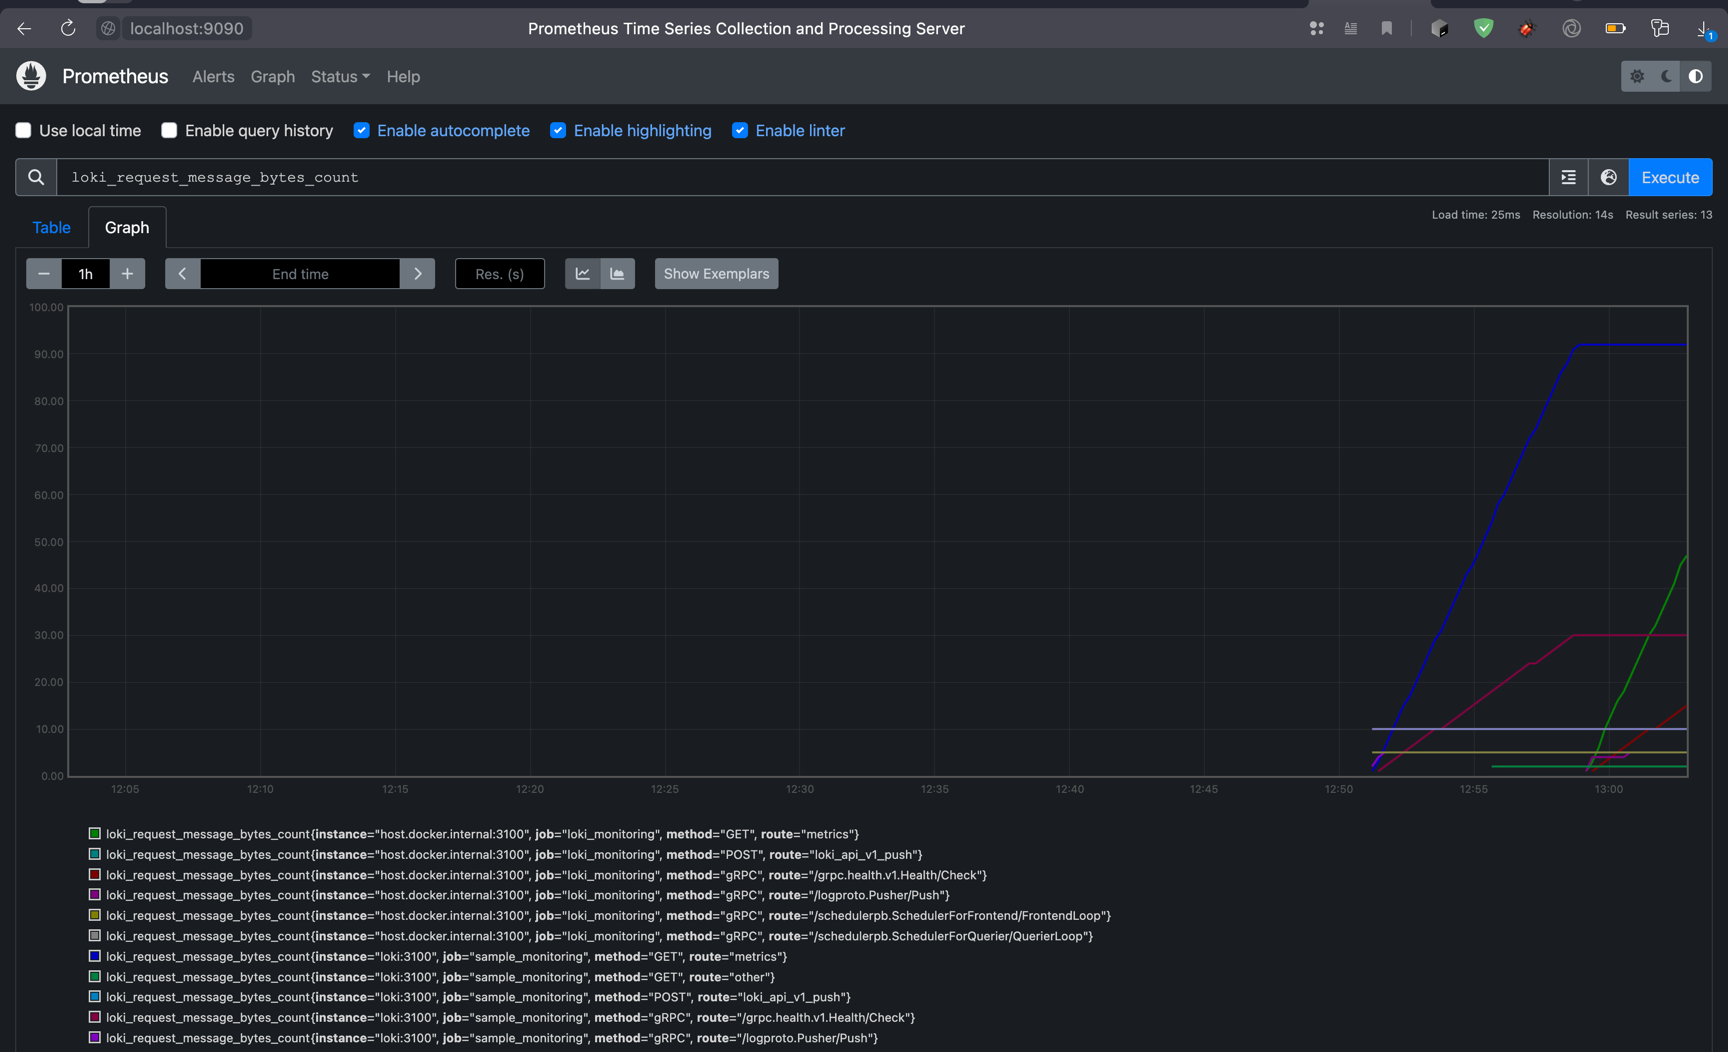 localhost:9090
Prometheus Time Series Collection and Processing Server
1
Prometheus Alerts Graph Status Help
Use local time Enable query history Enable autocomplete Enable highlighting Enable linter
loki_request_message_bytes_count
Execute
Load time: 25ms Resolution: 14s Result series: 13
Table Graph
− 1h + End time Res. (s) Show Exemplars
100.00
90.00
80.00
70.00
60.00
50.00
40.00
30.00
20.00
10.00
0.00
12:05 12:10 12:15 12:20 12:25 12:30 12:35 12:40 12:45 12:50 12:55 13:00
loki_request_message_bytes_count{instance="host.docker.internal:3100", job="loki_monitoring", method="GET", route="metrics"}
loki_request_message_bytes_count{instance="host.docker.internal:3100", job="loki_monitoring", method="POST", route="loki_api_v1_push"}
loki_request_message_bytes_count{instance="host.docker.internal:3100", job="loki_monitoring", method="gRPC", route="/grpc.health.v1.Health/Check"}
loki_request_message_bytes_count{instance="host.docker.internal:3100", job="loki_monitoring", method="gRPC", route="/logproto.Pusher/Push"}
loki_request_message_bytes_count{instance="host.docker.internal:3100", job="loki_monitoring", method="gRPC", route="/schedulerpb.SchedulerForFrontend/FrontendLoop"}
loki_request_message_bytes_count{instance="host.docker.internal:3100", job="loki_monitoring", method="gRPC", route="/schedulerpb.SchedulerForQuerier/QuerierLoop"}
loki_request_message_bytes_count{instance="loki:3100", job="sample_monitoring", method="GET", route="metrics"}
loki_request_message_bytes_count{instance="loki:3100", job="sample_monitoring", method="GET", route="other"}
loki_request_message_bytes_count{instance="loki:3100", job="sample_monitoring", method="POST", route="loki_api_v1_push"}
loki_request_message_bytes_count{instance="loki:3100", job="sample_monitoring", method="gRPC", route="/grpc.health.v1.Health/Check"}
loki_request_message_bytes_count{instance="loki:3100", job="sample_monitoring", method="gRPC", route="/logproto.Pusher/Push"}